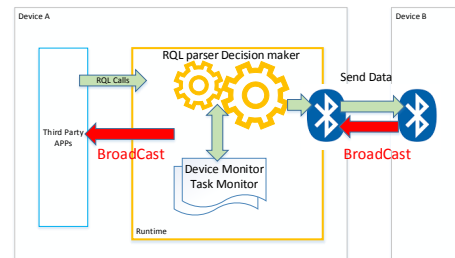 Device A
Device B
RQL parser Decision maker
RQL Calls
Send Data
Third Party
APPs
BroadCast
BroadCast
Device Monitor
Task Monitor
Runtime